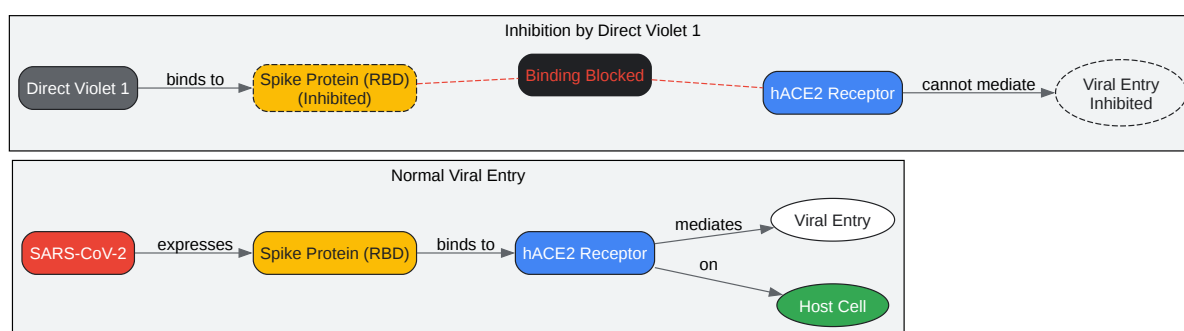 Inhibition by Direct Violet 1
Direct Violet 1
binds to
Spike Protein (RBD)
(Inhibited)
Binding Blocked
hACE2 Receptor
cannot mediate
Viral Entry
Inhibited
Normal Viral Entry
SARS-CoV-2
expresses
Spike Protein (RBD)
binds to
hACE2 Receptor
mediates
Viral Entry
on
Host Cell